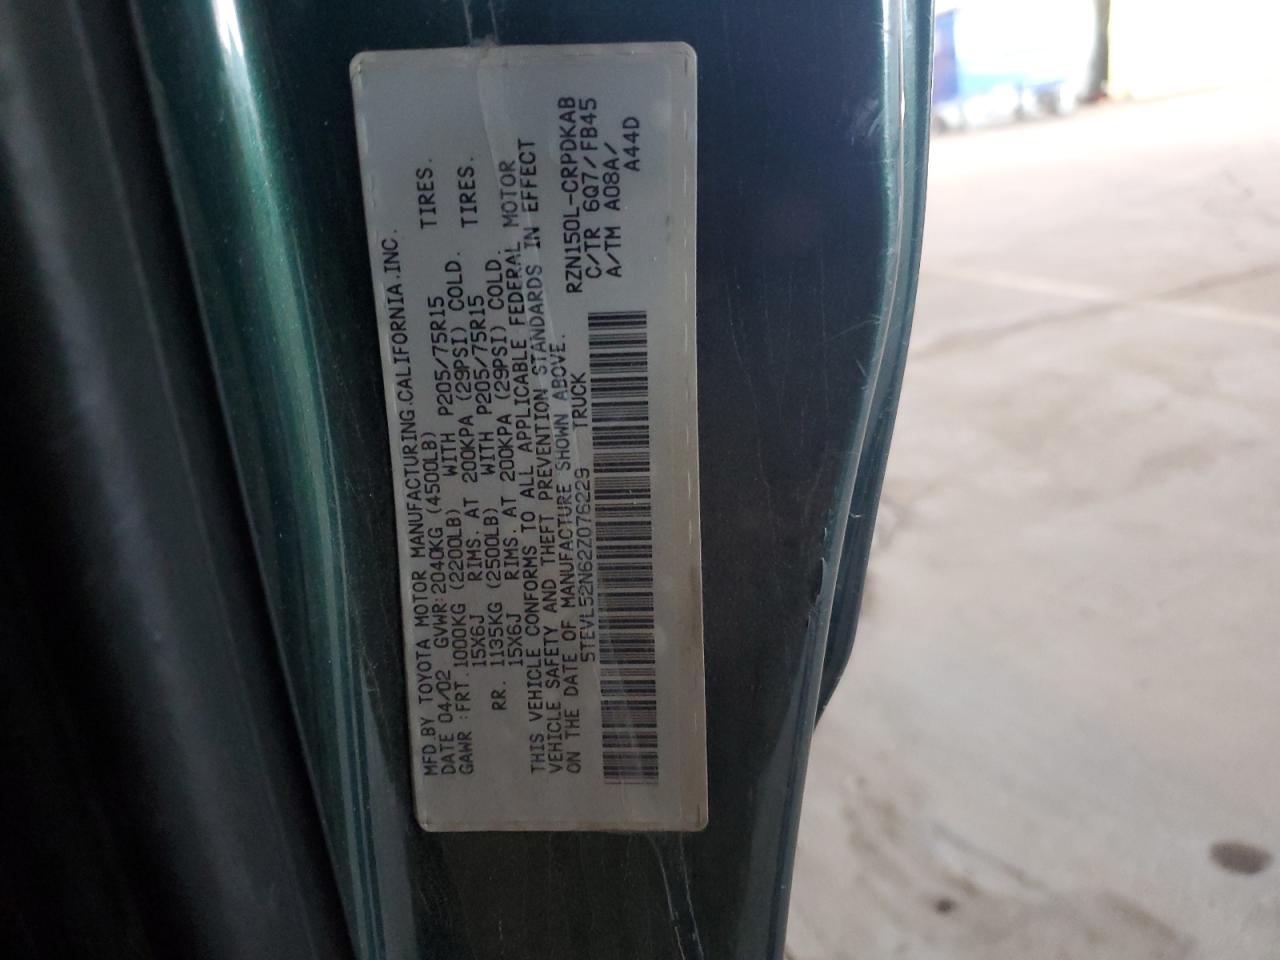 MFD.BY TOYOTA MOTOR MANUFACTURING.CALIFORNIA.INC.
DATE 04/02 GVWR:2040KG (4500LB)
GAWR :FRT.1000KG (2200LB) WITH P205/75R15 TIRES.
15X6J RIMS. AT 200KPA (29PSI) COLD.
RR. 1135KG (2500LB) WITH P205/75R15 TIRES.
15X6J RIMS. AT 200KPA (29PSI) COLD.
THIS VEHICLE CONFORMS TO ALL APPLICABLE FEDERAL MOTOR
VEHICLE SAFETY AND THEFT PREVENTION STANDARDS IN EFFECT
ON THE DATE OF MANUFACTURE SHOWN ABOVE.
5TEVL52N62Z076229 TRUCK
RZN150L-CRPDKAB
C/TR 6Q7/FB45
A/TM A08A/
A44D